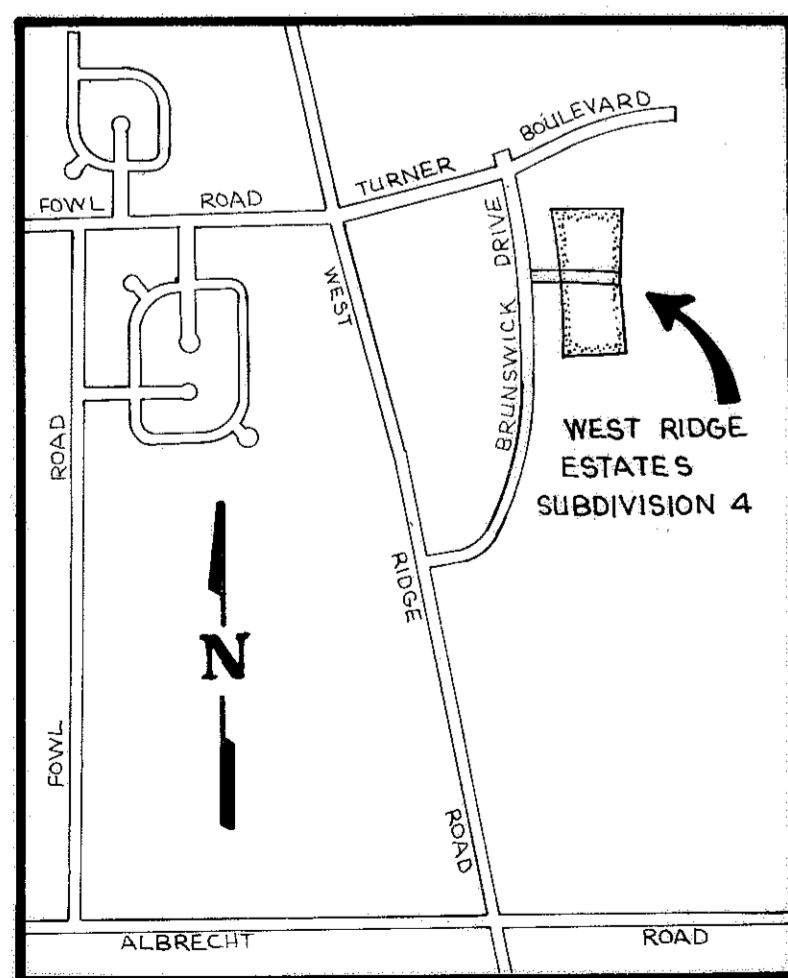 BOULEVARD
TURNER
FOWL ROAD
BRUNSWICK DRIVE
WEST RIDGE ROAD
WEST RIDGE
ESTATES
SUBDIVISION 4
FOWL ROAD
N
ALBRECHT ROAD